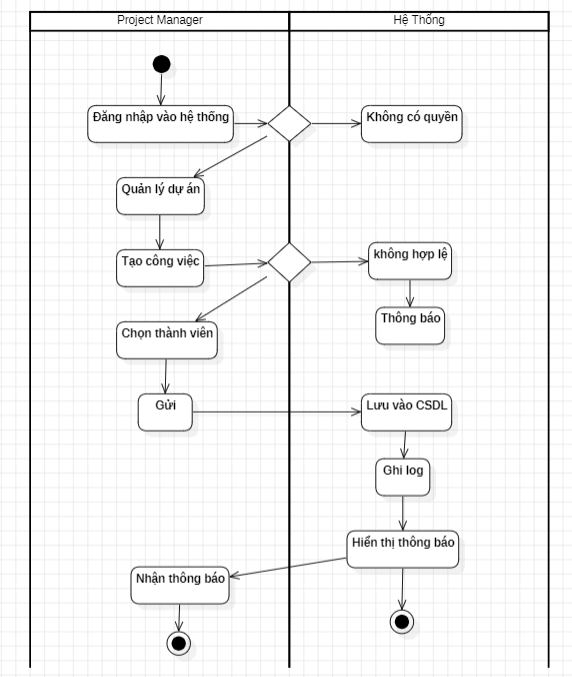 Project Manager
Hệ Thống
Đăng nhập vào hệ thống
Không có quyền
Quản lý dự án
Tạo công việc
không hợp lệ
Chọn thành viên
Thông báo
Gửi
Lưu vào CSDL
Ghi log
Hiển thị thông báo
Nhận thông báo